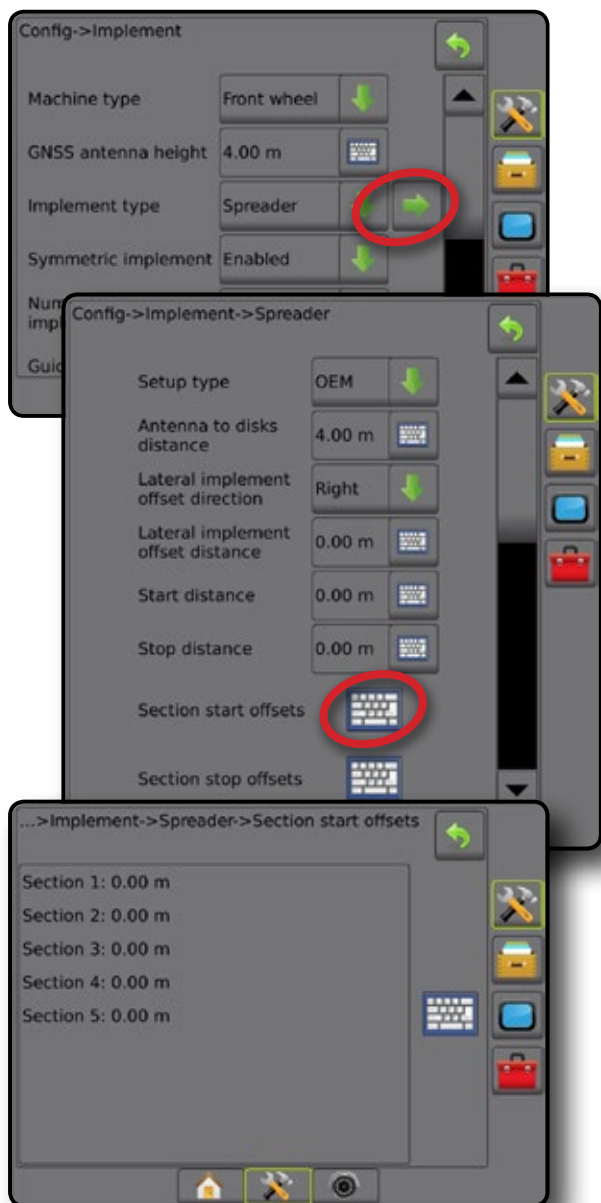 Config->Implement
Machine type Front wheel
GNSS antenna height 4.00 m
Implement type Spreader
Symmetric implement Enabled
Config->Implement->Spreader
Setup type OEM
Antenna to disks
distance 4.00 m
Lateral implement
offset direction Right
Lateral implement
offset distance 0.00 m
Start distance 0.00 m
Stop distance 0.00 m
Section start offsets
Section stop offsets
...>Implement->Spreader->Section start offsets
Section 1: 0.00 m
Section 2: 0.00 m
Section 3: 0.00 m
Section 4: 0.00 m
Section 5: 0.00 m